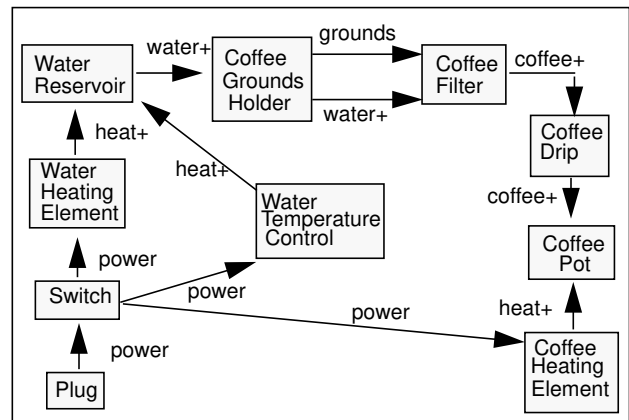 Water
Reservoir
water+
Coffee
Grounds
Holder
grounds
water+
Coffee
Filter
coffee+
Coffee
Drip
coffee+
Coffee
Pot
heat+
Water
Heating
Element
heat+
Water
Temperature
Control
power
Switch
power
power
heat+
Coffee
Heating
Element
power
Plug